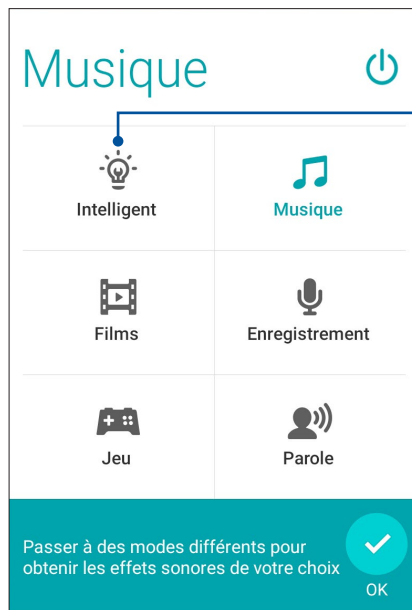 Musique
Intelligent
Musique
Films
Enregistrement
Jeu
Parole
Passer à des modes différents pour
obtenir les effets sonores de votre choix
OK